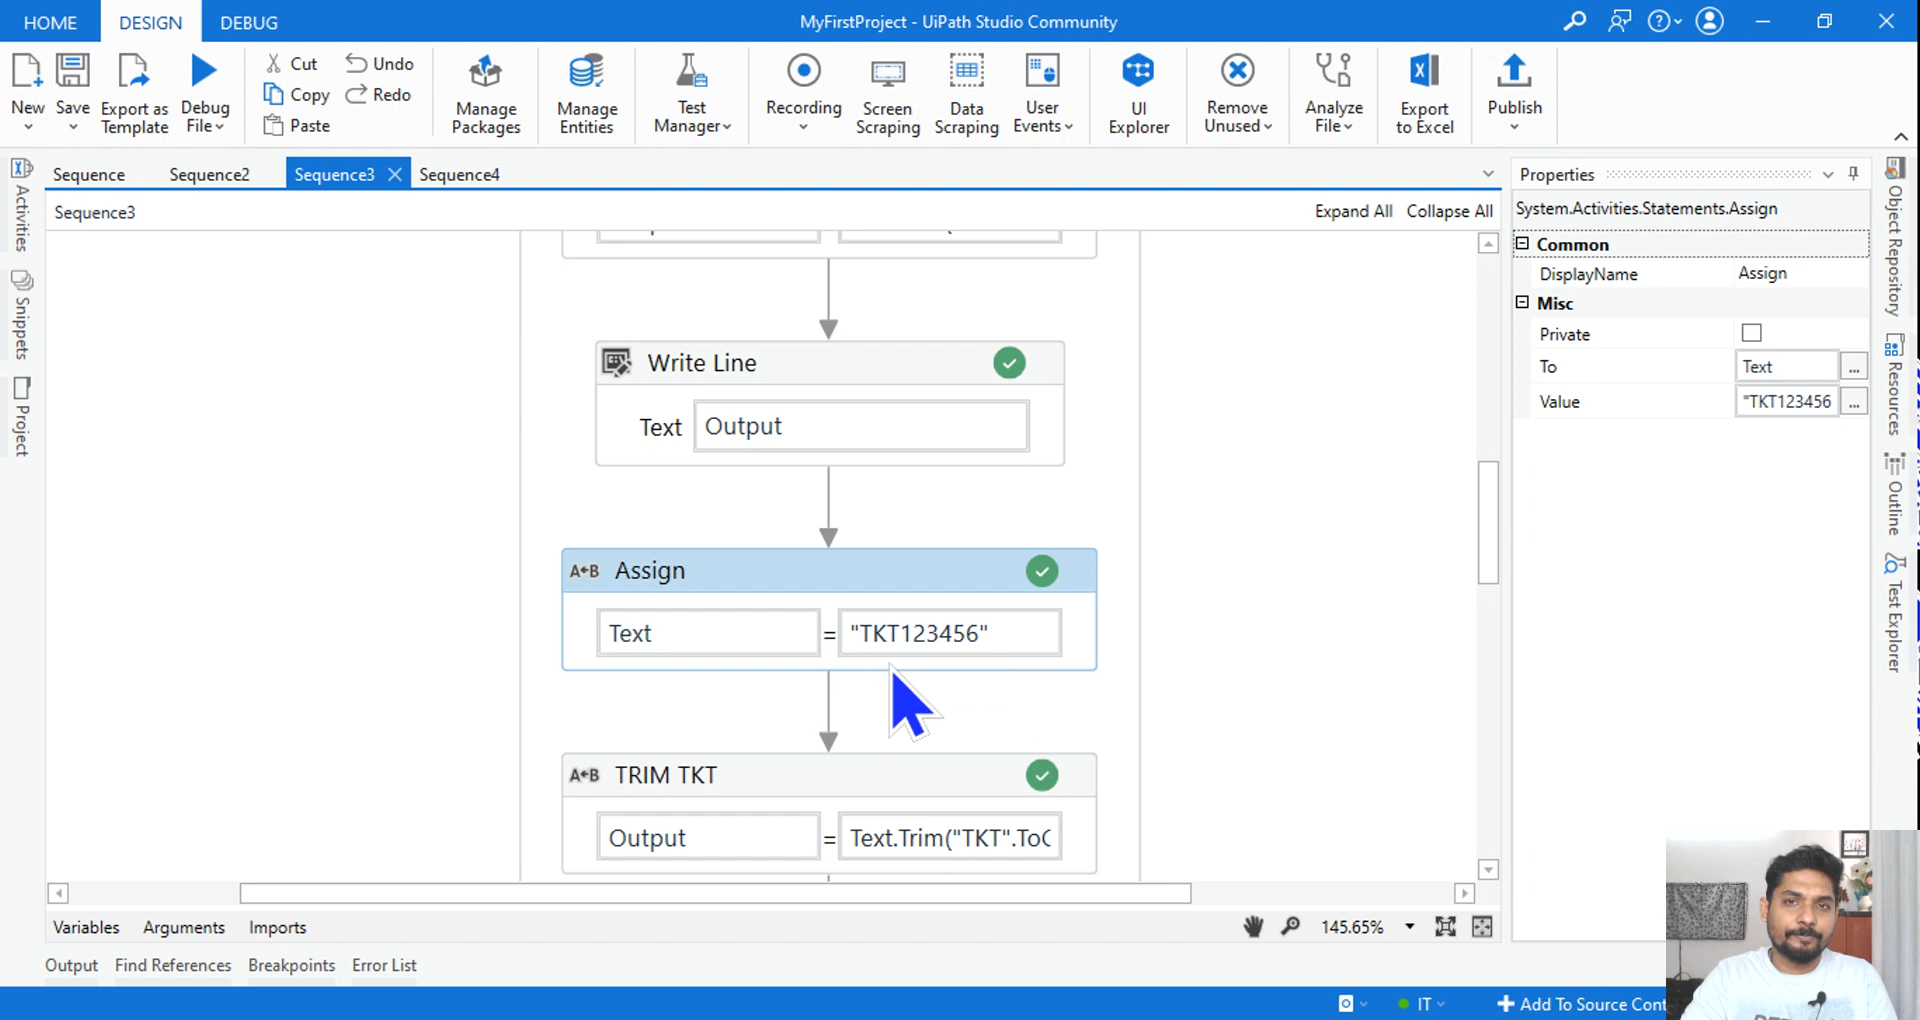 HOME DESIGN DEBUG MyFirstProject - UiPath Studio Community
New Save Export as Template Debug File Cut Copy Paste Undo Redo Manage Packages Manage Entities Test Manager Recording Screen Scraping Data Scraping User Events UI Explorer Remove Unused Analyze File Export to Excel Publish
Sequence Sequence2 Sequence3 Sequence4
Sequence3 Expand All Collapse All
Activities
Snippets
Project
Write Line
Text Output
A←B Assign
Text = "TKT123456"
A←B TRIM TKT
Output = Text.Trim("TKT".ToC
Properties
System.Activities.Statements.Assign
Common
DisplayName Assign
Misc
Private
To Text ...
Value "TKT123456 ...
Object Repository
Resources
Outline
Test Explorer
Variables Arguments Imports 145.65%
Output Find References Breakpoints Error List
IT Add To Source Cont